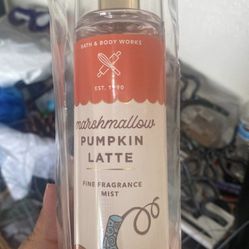 BATH & BODY WORKS
EST. 1990
marshmallow
PUMPKIN
LATTE
FINE FRAGRANCE
MIST